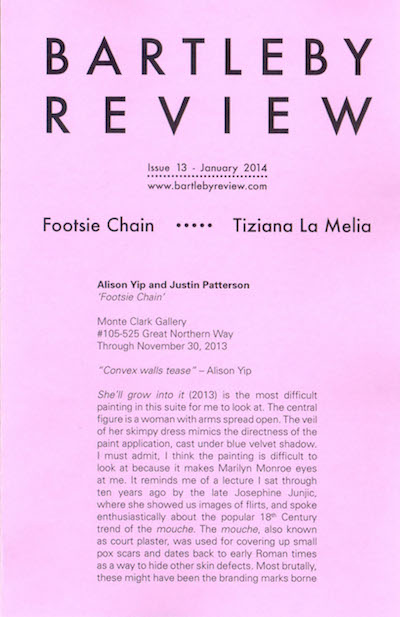 BARTLEBY
REVIEW
Issue 13 - January 2014
www.bartlebyreview.com
Footsie Chain ••••• Tiziana La Melia
Alison Yip and Justin Patterson
'Footsie Chain'
Monte Clark Gallery
#105-525 Great Northern Way
Through November 30, 2013
"Convex walls tease" – Alison Yip
She'll grow into it (2013) is the most difficult
painting in this suite for me to look at. The central
figure is a woman with arms spread open. The veil
of her skimpy dress mimics the directness of the
paint application, cast under blue velvet shadow.
I must admit, I think the painting is difficult to
look at because it makes Marilyn Monroe eyes
at me. It reminds me of a lecture I sat through
ten years ago by the late Josephine Junjic,
where she showed us images of flirts, and spoke
enthusiastically about the popular 18th Century
trend of the mouche. The mouche, also known
as court plaster, was used for covering up small
pox scars and dates back to early Roman times
as a way to hide other skin defects. Most brutally,
these might have been the branding marks borne